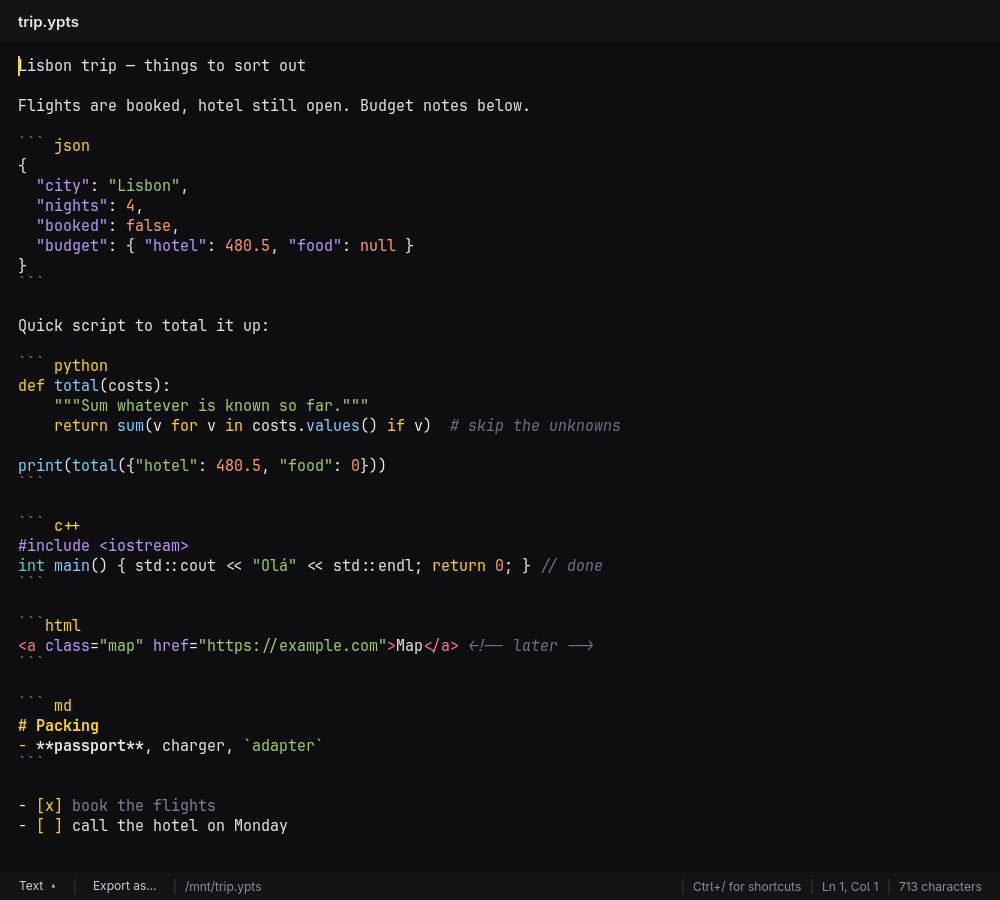 trip.ypts
Lisbon trip — things to sort out
Flights are booked, hotel still open. Budget notes below.
``` json
{
  "city": "Lisbon",
  "nights": 4,
  "booked": false,
  "budget": { "hotel": 480.5, "food": null }
}
```
Quick script to total it up:
``` python
def total(costs):
    """Sum whatever is known so far."""
    return sum(v for v in costs.values() if v)  # skip the unknowns
print(total({"hotel": 480.5, "food": 0}))
```
``` c++
#include <iostream>
int main() { std::cout << "Olá" << std::endl; return 0; } // done
```
```html
<a class="map" href="https://example.com">Map</a> <!-- later -->
```
``` md
# Packing
- **passport**, charger, `adapter`
```
- [x] book the flights
- [ ] call the hotel on Monday
Text | Export as... | /mnt/trip.ypts | Ctrl+/ for shortcuts | Ln 1, Col 1 | 713 characters